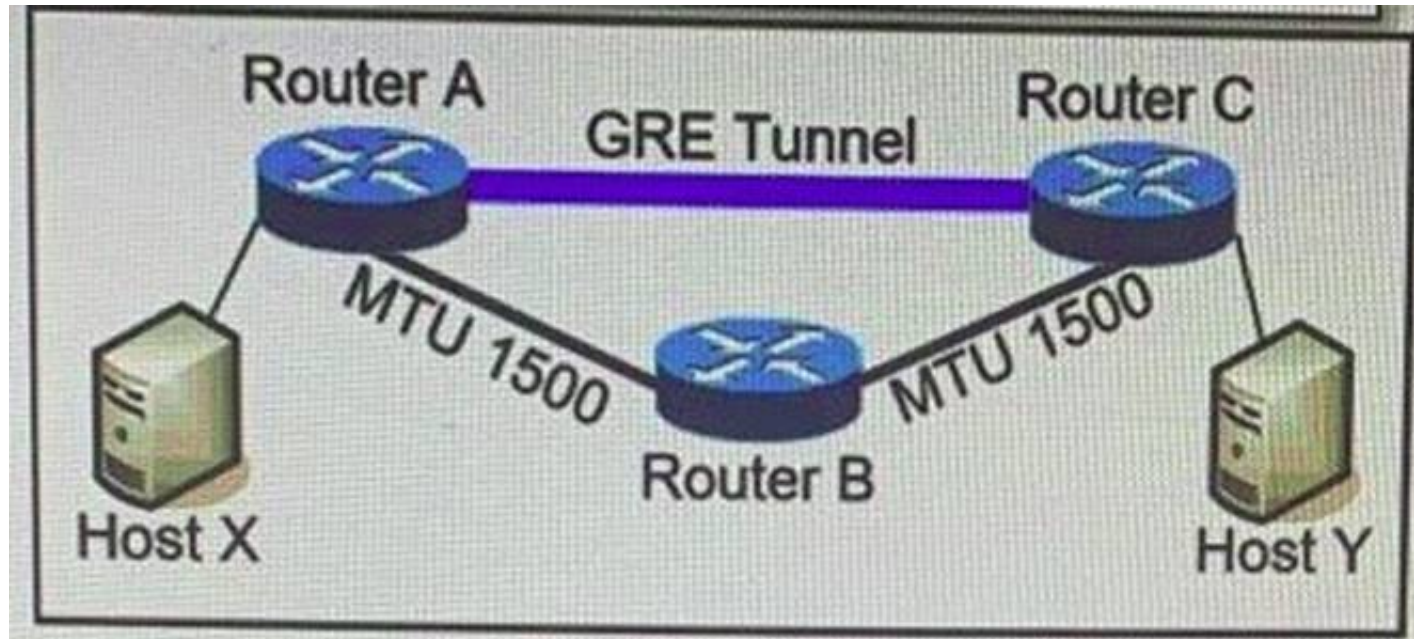 Router A
Router C
GRE Tunnel
MTU 1500
MTU 1500
Router B
Host X
Host Y